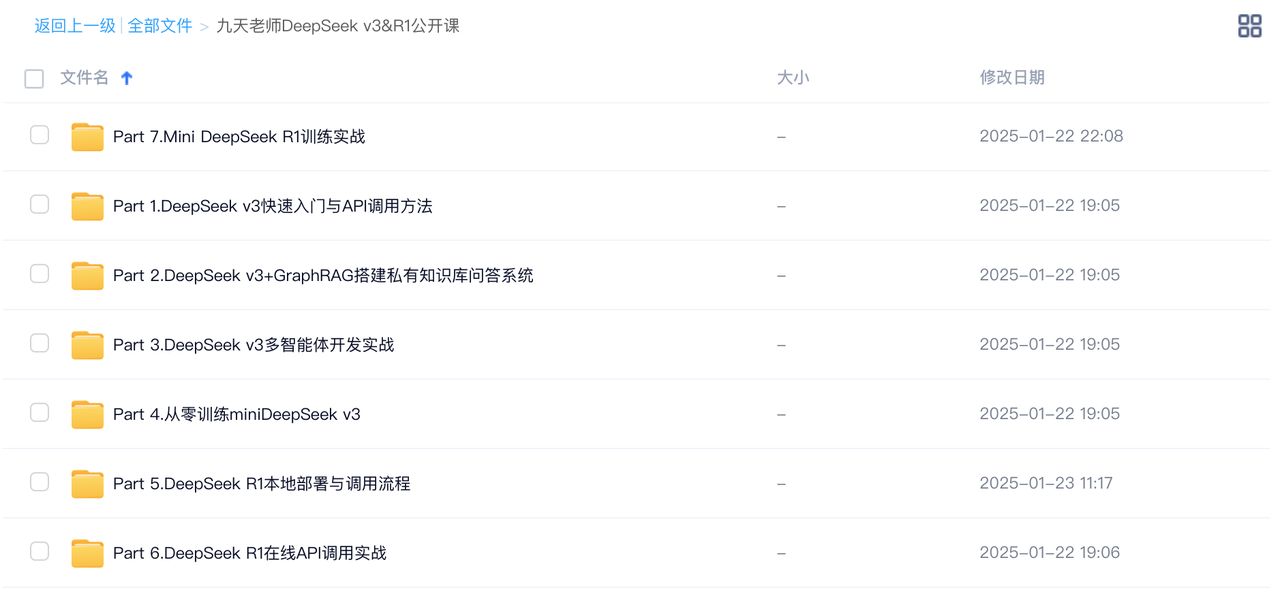 返回上一级 | 全部文件 > 九天老师DeepSeek v3&R1公开课
文件名 ↑ 大小 修改日期
Part 7.Mini DeepSeek R1训练实战 – 2025-01-22 22:08
Part 1.DeepSeek v3快速入门与API调用方法 – 2025-01-22 19:05
Part 2.DeepSeek v3+GraphRAG搭建私有知识库问答系统 – 2025-01-22 19:05
Part 3.DeepSeek v3多智能体开发实战 – 2025-01-22 19:05
Part 4.从零训练miniDeepSeek v3 – 2025-01-22 19:05
Part 5.DeepSeek R1本地部署与调用流程 – 2025-01-23 11:17
Part 6.DeepSeek R1在线API调用实战 – 2025-01-22 19:06